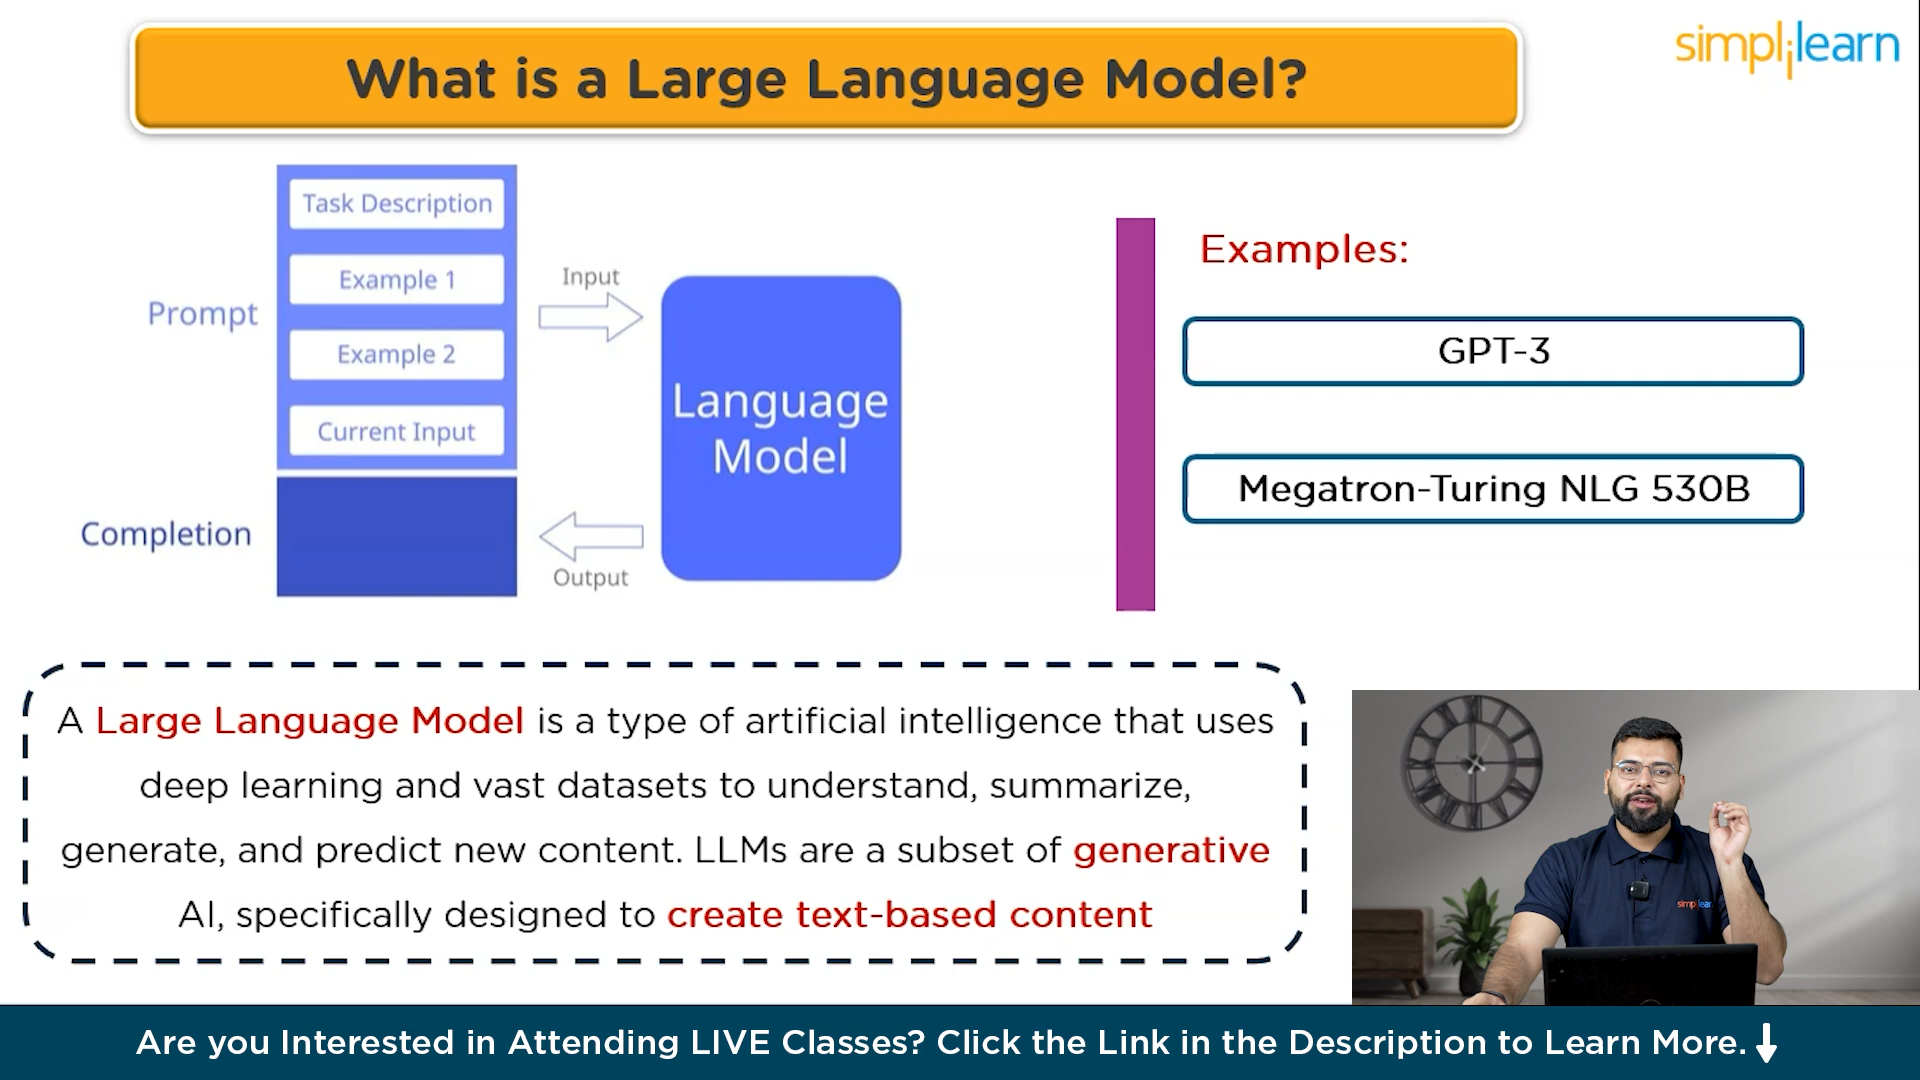 What is a Large Language Model?
simplilearn
Task Description
Example 1
Example 2
Current Input
Prompt
Completion
Input
Output
Language
Model
Examples:
GPT-3
Megatron-Turing NLG 530B
A Large Language Model is a type of artificial intelligence that uses
deep learning and vast datasets to understand, summarize,
generate, and predict new content. LLMs are a subset of generative
AI, specifically designed to create text-based content
simplilearn
Are you Interested in Attending LIVE Classes? Click the Link in the Description to Learn More.